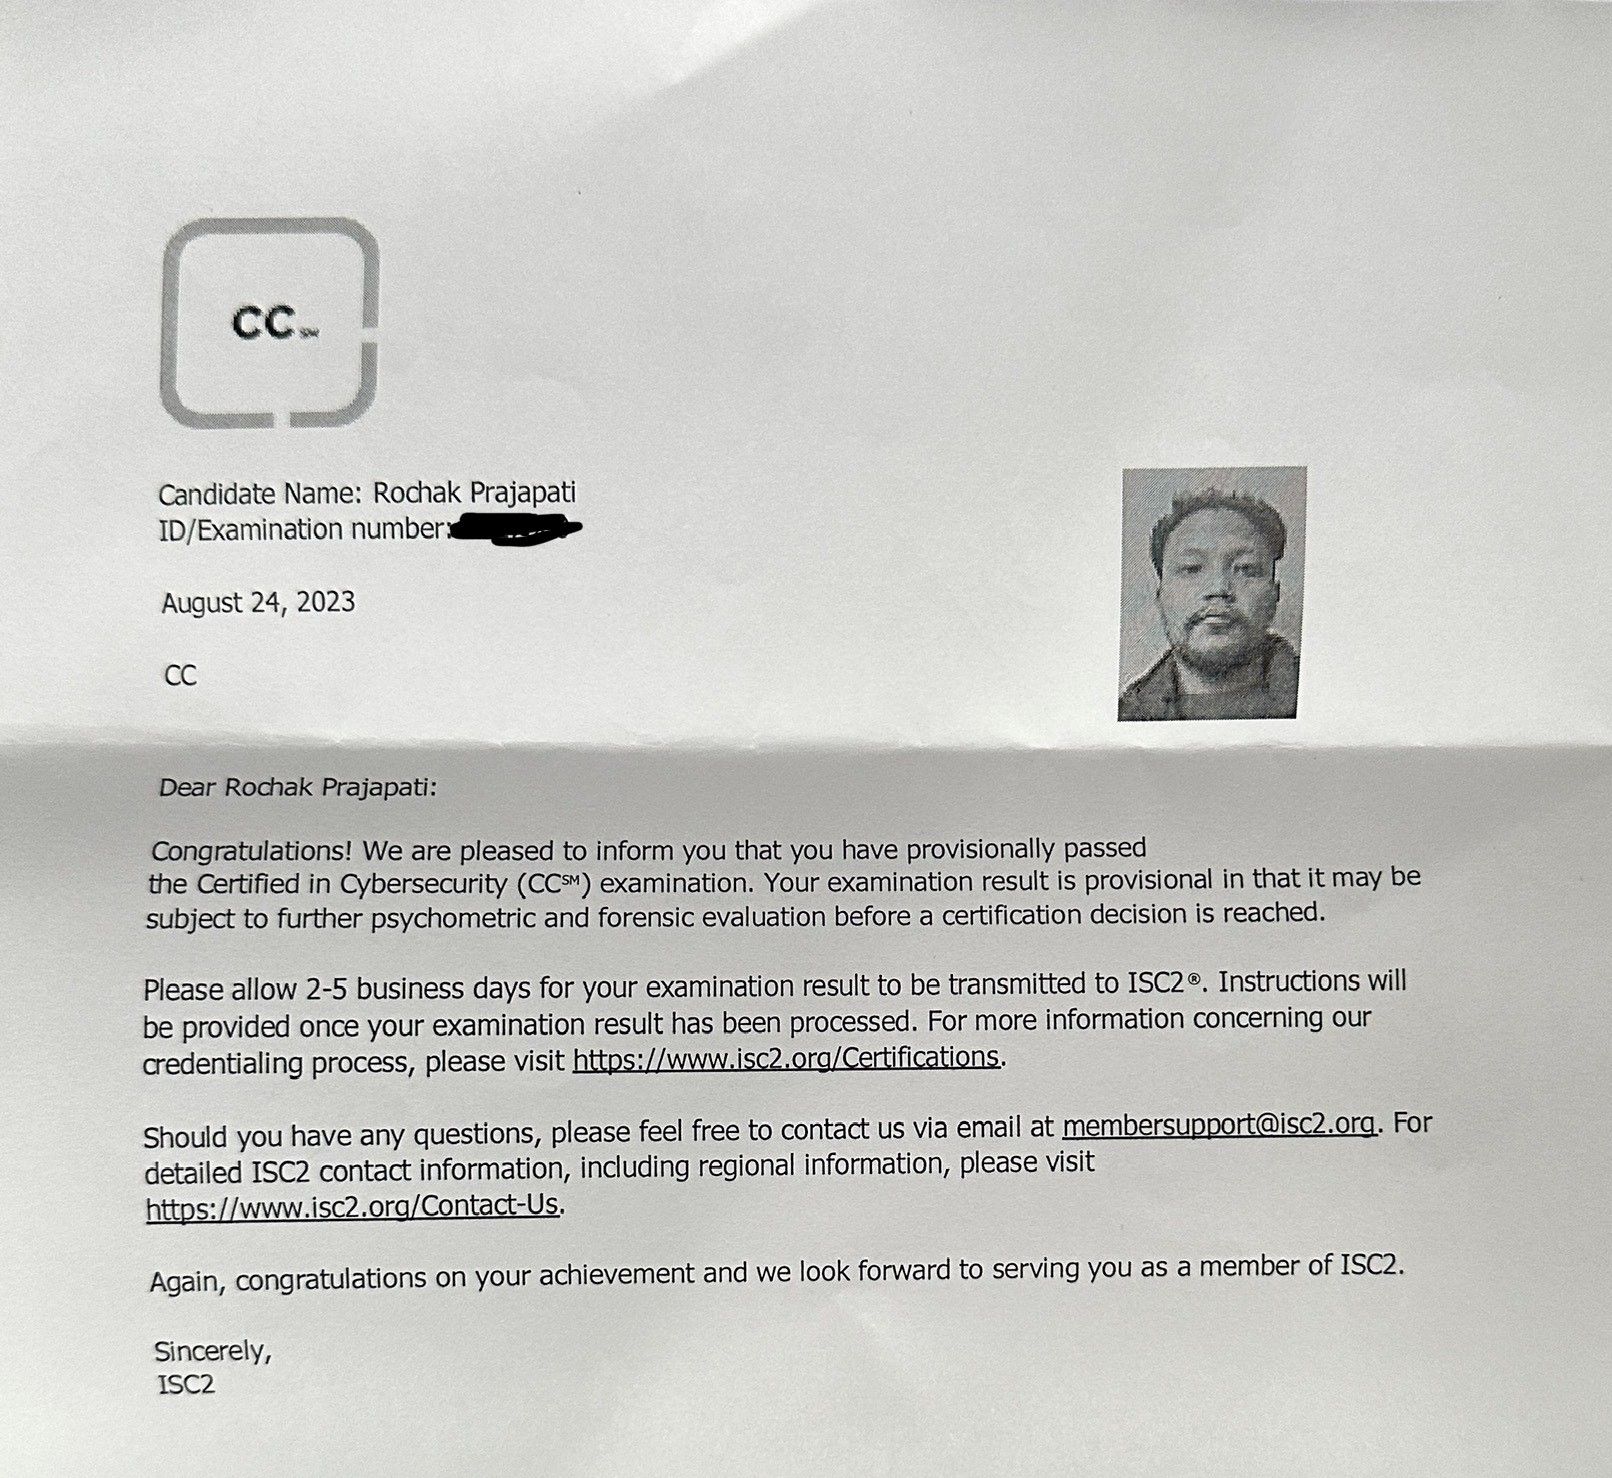 CC SM
Candidate Name: Rochak Prajapati
ID/Examination number:
August 24, 2023
CC
Dear Rochak Prajapati:
Congratulations! We are pleased to inform you that you have provisionally passed
the Certified in Cybersecurity (CC℠) examination. Your examination result is provisional in that it may be
subject to further psychometric and forensic evaluation before a certification decision is reached.
Please allow 2-5 business days for your examination result to be transmitted to ISC2®. Instructions will
be provided once your examination result has been processed. For more information concerning our
credentialing process, please visit https://www.isc2.org/Certifications.
Should you have any questions, please feel free to contact us via email at membersupport@isc2.org. For
detailed ISC2 contact information, including regional information, please visit
https://www.isc2.org/Contact-Us.
Again, congratulations on your achievement and we look forward to serving you as a member of ISC2.
Sincerely,
ISC2